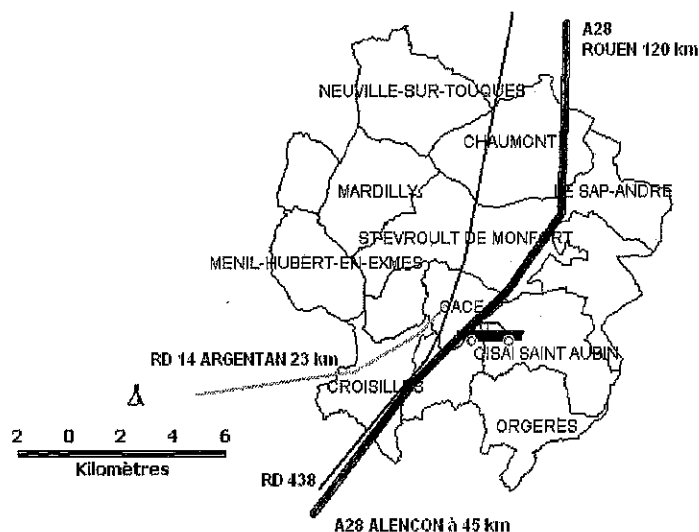 A28
ROUEN 120 km
NEUVILLE-SUR-TOUQUES
CHAUMONT
MARDILLY
LE SAP-ANDRE
ST EVROULT DE MONFORT
MENIL-HUBERT-EN-EXMES
GACE
RD 14 ARGENTAN 23 km
CISAI SAINT AUBIN
CROISILLES
ORGERES
2 0 2 4 6
Kilomètres
RD 438
A28 ALENCON à 45 km